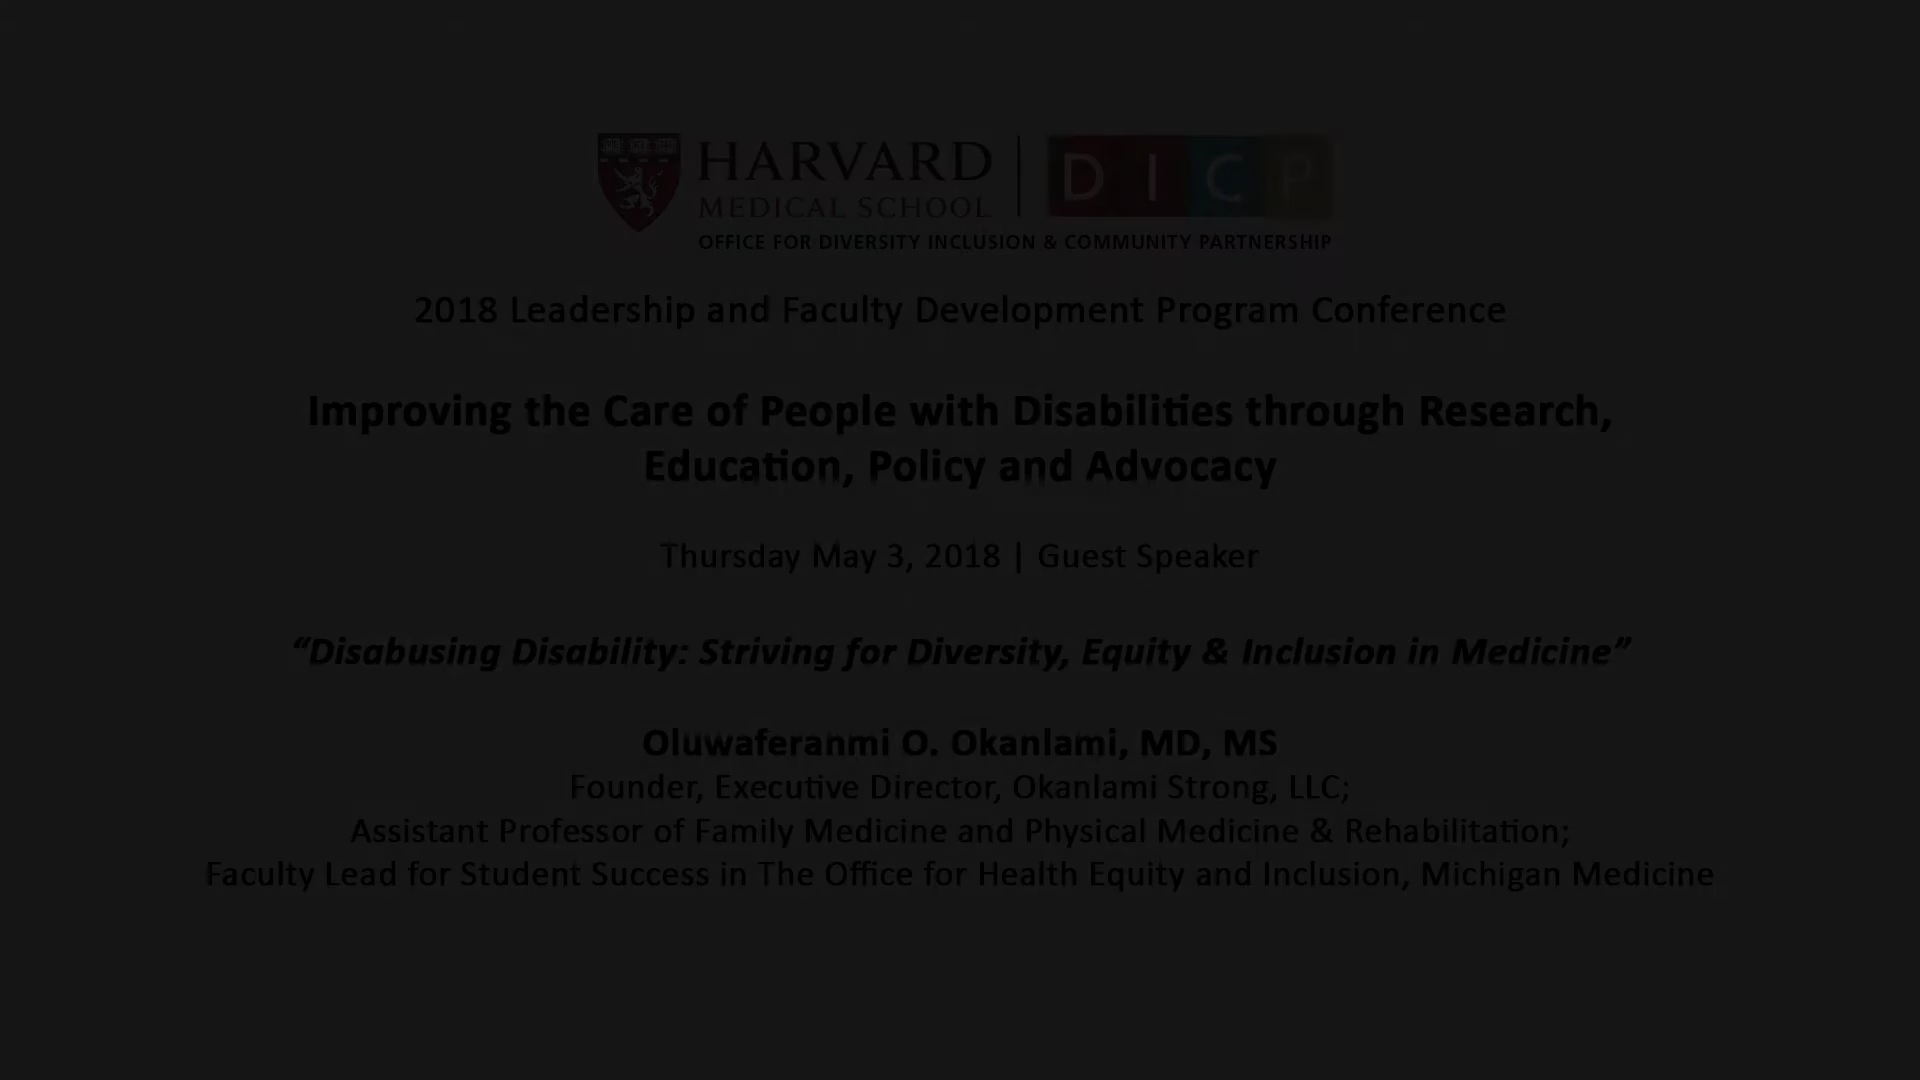 HARVARD
MEDICAL SCHOOL
DICP
OFFICE FOR DIVERSITY INCLUSION & COMMUNITY PARTNERSHIP
2018 Leadership and Faculty Development Program Conference
Improving the Care of People with Disabilities through Research,
Education, Policy and Advocacy
Thursday May 3, 2018 | Guest Speaker
“Disabusing Disability: Striving for Diversity, Equity & Inclusion in Medicine”
Oluwaferanmi O. Okanlami, MD, MS
Founder, Executive Director, Okanlami Strong, LLC;
Assistant Professor of Family Medicine and Physical Medicine & Rehabilitation;
Faculty Lead for Student Success in The Office for Health Equity and Inclusion, Michigan Medicine